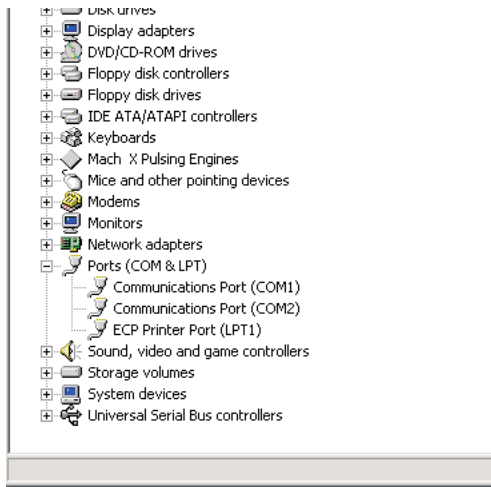 Disk drives
Display adapters
DVD/CD-ROM drives
Floppy disk controllers
Floppy disk drives
IDE ATA/ATAPI controllers
Keyboards
Mach X Pulsing Engines
Mice and other pointing devices
Modems
Monitors
Network adapters
Ports (COM & LPT)
Communications Port (COM1)
Communications Port (COM2)
ECP Printer Port (LPT1)
Sound, video and game controllers
Storage volumes
System devices
Universal Serial Bus controllers